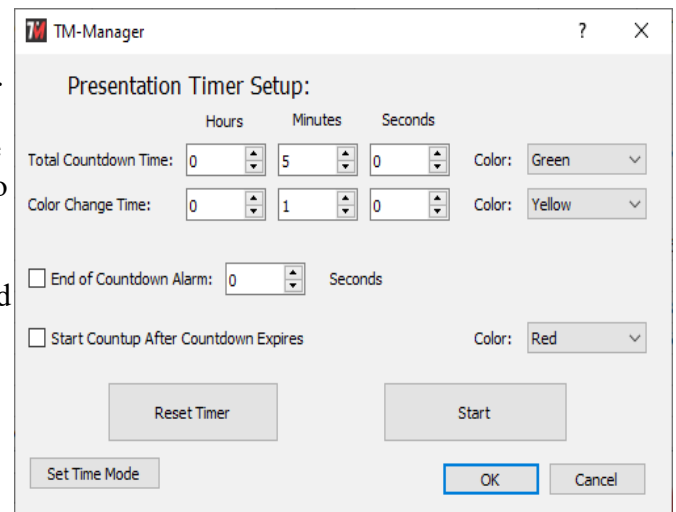 TM-Manager ?
Presentation Timer Setup:
Hours Minutes Seconds
Total Countdown Time: 0 5 0 Color: Green
Color Change Time: 0 1 0 Color: Yellow
End of Countdown Alarm: 0 Seconds
Start Countup After Countdown Expires Color: Red
Reset Timer Start
Set Time Mode OK Cancel